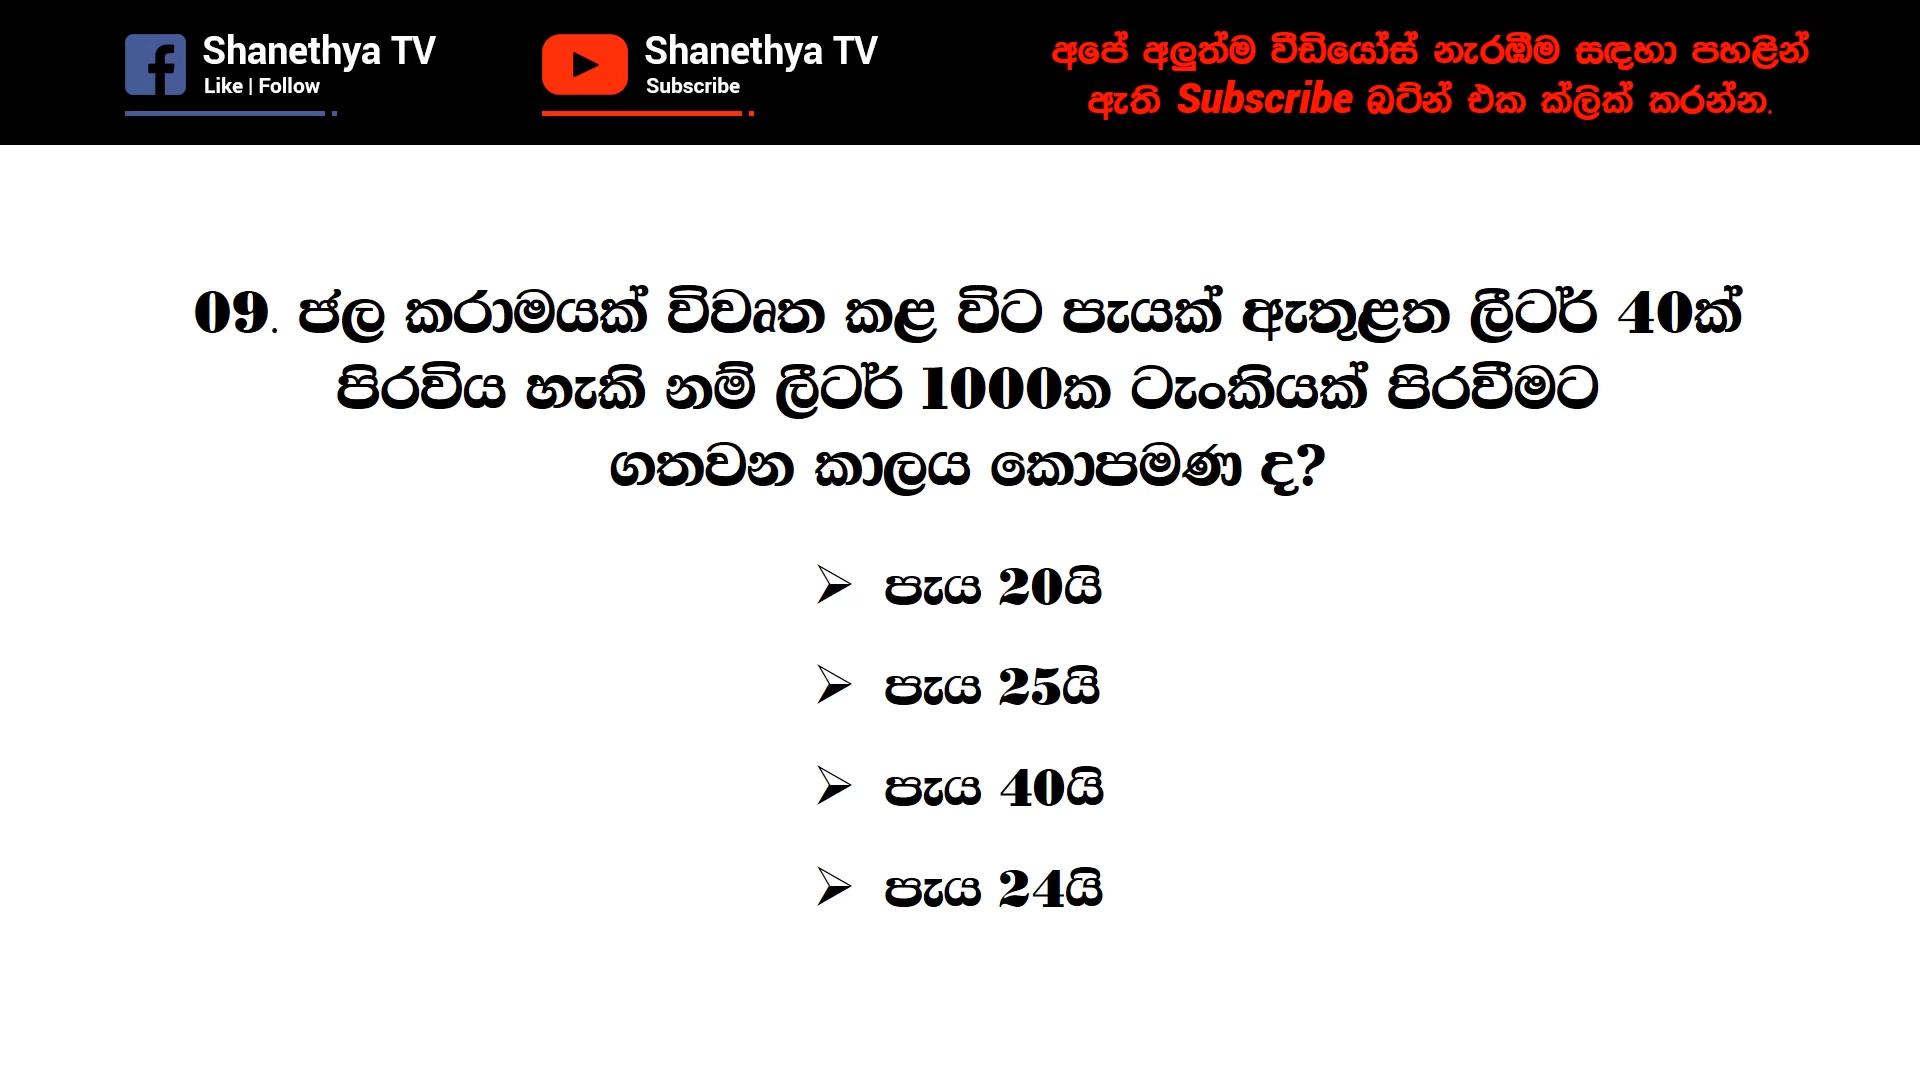 Shanethya TV
Like | Follow
Shanethya TV
Subscribe
අපේ අලුත්ම වීඩියෝස් නැරඹීම සඳහා පහළින්
ඇති Subscribe බටන් එක ක්ලික් කරන්න.
09. ජල කරාමයක් විවෘත කළ විට පැයක් ඇතුළත ලීටර් 40ක්
පිරවිය හැකි නම් ලීටර් 1000ක ටැංකියක් පිරවීමට
ගතවන කාලය කොපමණ ද?
➢ පැය 20යි
➢ පැය 25යි
➢ පැය 40යි
➢ පැය 24යි